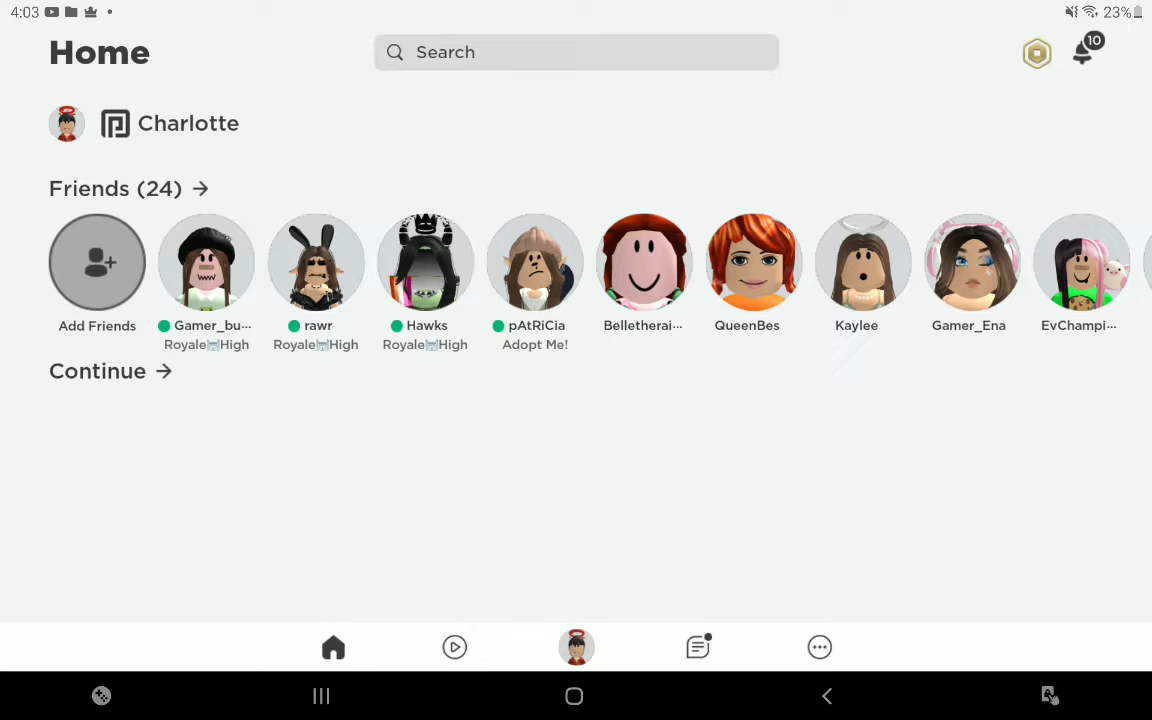 4:03
23%
Home
Search
10
Charlotte
Friends (24)
Add Friends
Gamer_bu...
rawr
Hawks
pAtRiCia
Belletherai...
QueenBes
Kaylee
Gamer_Ena
EvChampi...
Royale🏰High
Royale🏰High
Royale🏰High
Adopt Me!
Continue